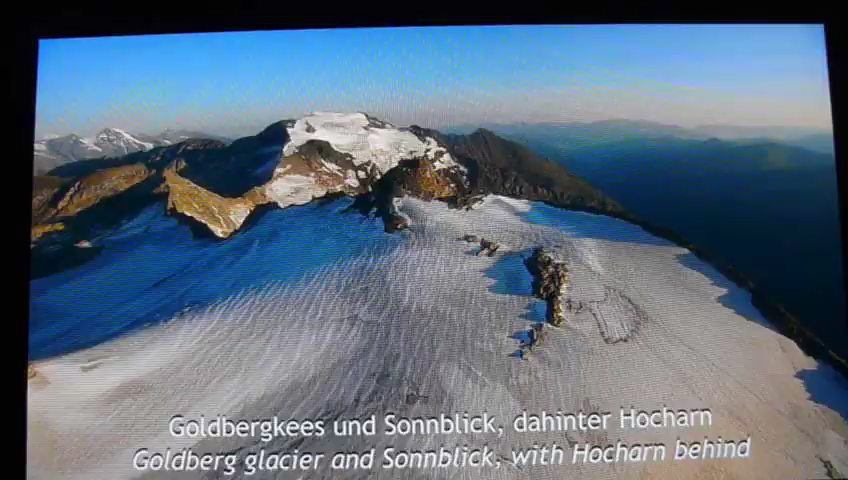 Goldbergkees und Sonnblick, dahinter Hocharn
Goldberg glacier and Sonnblick, with Hocharn behind